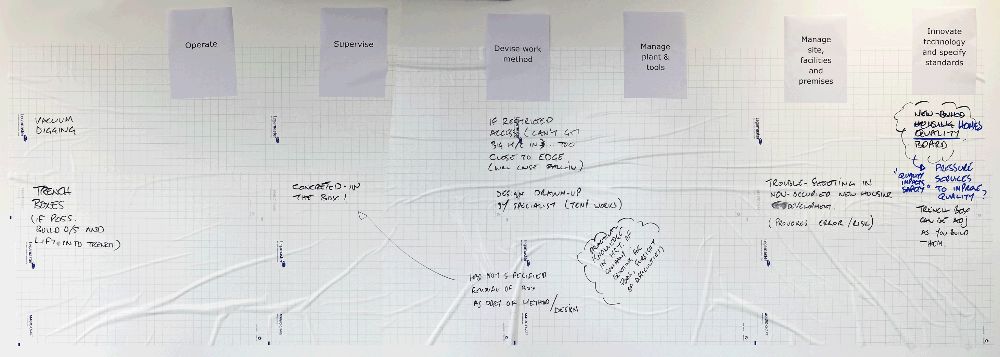 Operate
Supervise
Devise work
method
Manage
plant &
tools
Manage
site,
facilities
and
premises
Innovate
technology
and specify
standards
VACUUM
DIGGING
TRENCH
BOXES
(IF POSS.
BUILD O/S AND
LIFT INTO TRENCH)
CONCRETED-IN
THE BOX!
IF RESTRICTED
ACCESS (CAN'T GET
BIG M/C IN ... TOO
CLOSE TO EDGE
(WILL CAUSE FALL-IN)
DESIGN DRAWN-UP
BY SPECIALIST (TEMP. WORKS)
HAD NOT SPECIFIED
REMOVAL OF BOX
AS PART OF METHOD/
DESIGN
PRACTICAL
KNOWLEDGE
IN MGT. OF
COMPANY...
QUOTING FOR
JOBS, FORSIGHT
OF DIFFICULTIES)
TROUBLE-SHOOTING IN
NOW-OCCUPIED NEW HOUSING
DEVELOPMENT.
(PROVOKES ERROR/RISK)
NEW-BUILD
HOUSING HOMES
QUALITY
BOARD
"QUALITY
IMPACTS
SAFETY"
PRESSURE
SERVICES
TO IMPROVE
QUALITY?
TRENCH BOX
CAN BE ADJ
AS YOU BUILD
THEM.
Legamaster
Legamaster
Legamaster
Legamaster
Legamaster
Legamaster
Legamaster
Legamaster
MAGIC-CHART
MAGIC-CHART
MAGIC-CHART
MAGIC-CHART
MAGIC-CHART
MAGIC-CHART
MAGIC-CHART